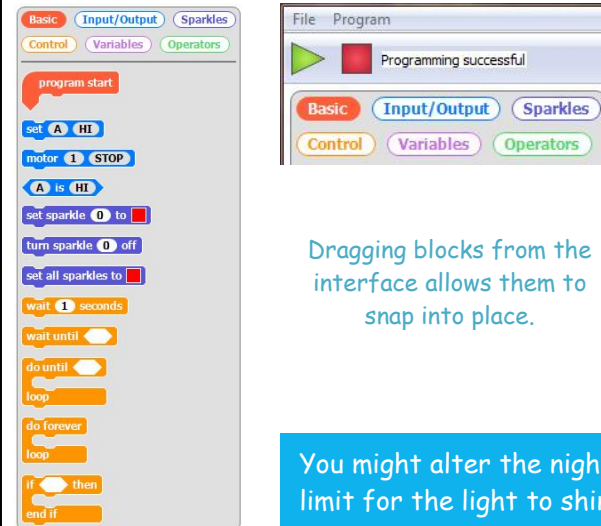 Basic Input/Output Sparkles
Control Variables Operators
program start
set A HI
motor 1 STOP
A is HI
set sparkle 0 to
turn sparkle 0 off
set all sparkles to
wait 1 seconds
wait until
do until
loop
do forever
loop
if then
end if
File Program
Programming successful
Basic Input/Output Sparkles
Control Variables Operators
Dragging blocks from the
interface allows them to
snap into place.
You might alter the nigh
limit for the light to shin